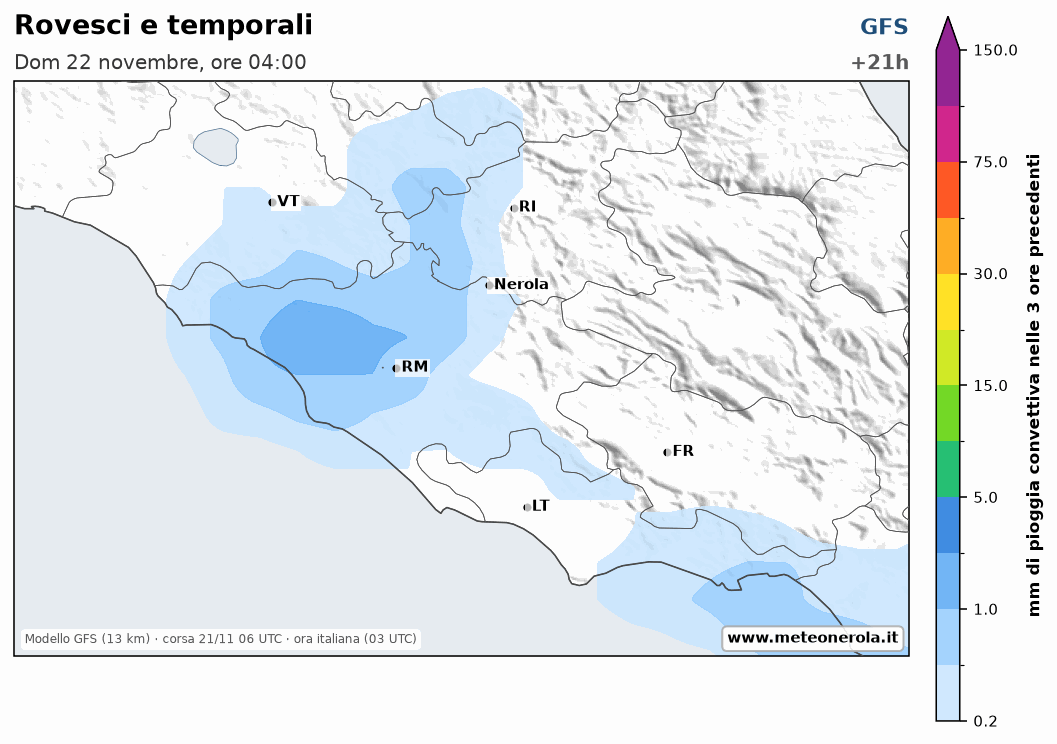 Rovesci e temporali
GFS
Dom 22 novembre, ore 04:00
+21h
150.0
75.0
30.0
15.0
5.0
1.0
0.2
mm di pioggia convettiva nelle 3 ore precedenti
VT
RI
Nerola
RM
FR
LT
Modello GFS (13 km) · corsa 21/11 06 UTC · ora italiana (03 UTC)
www.meteonerola.it